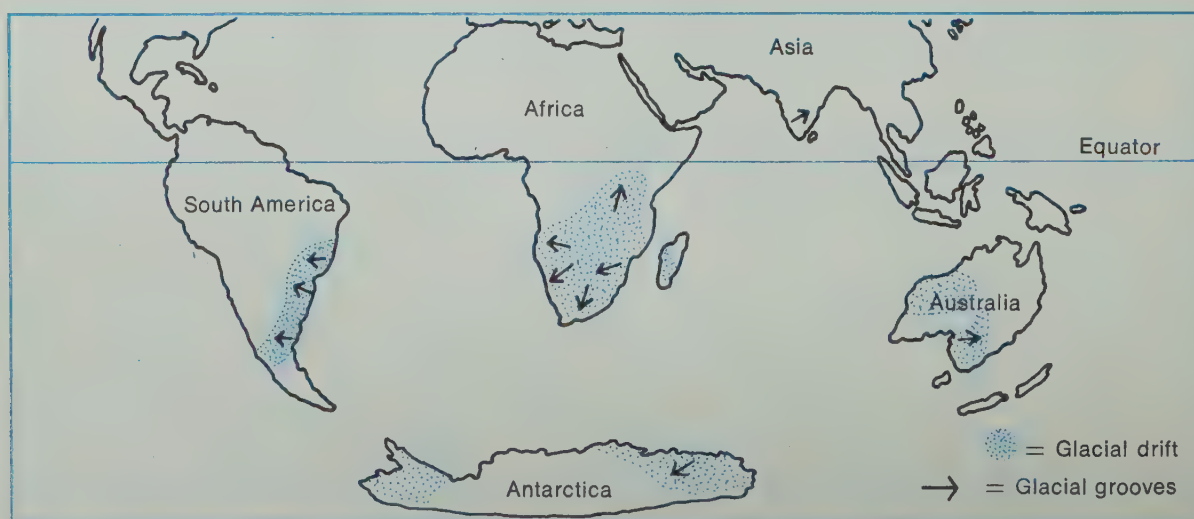 Asia
Africa
Equator
South America
Australia
= Glacial drift
Antarctica
= Glacial grooves